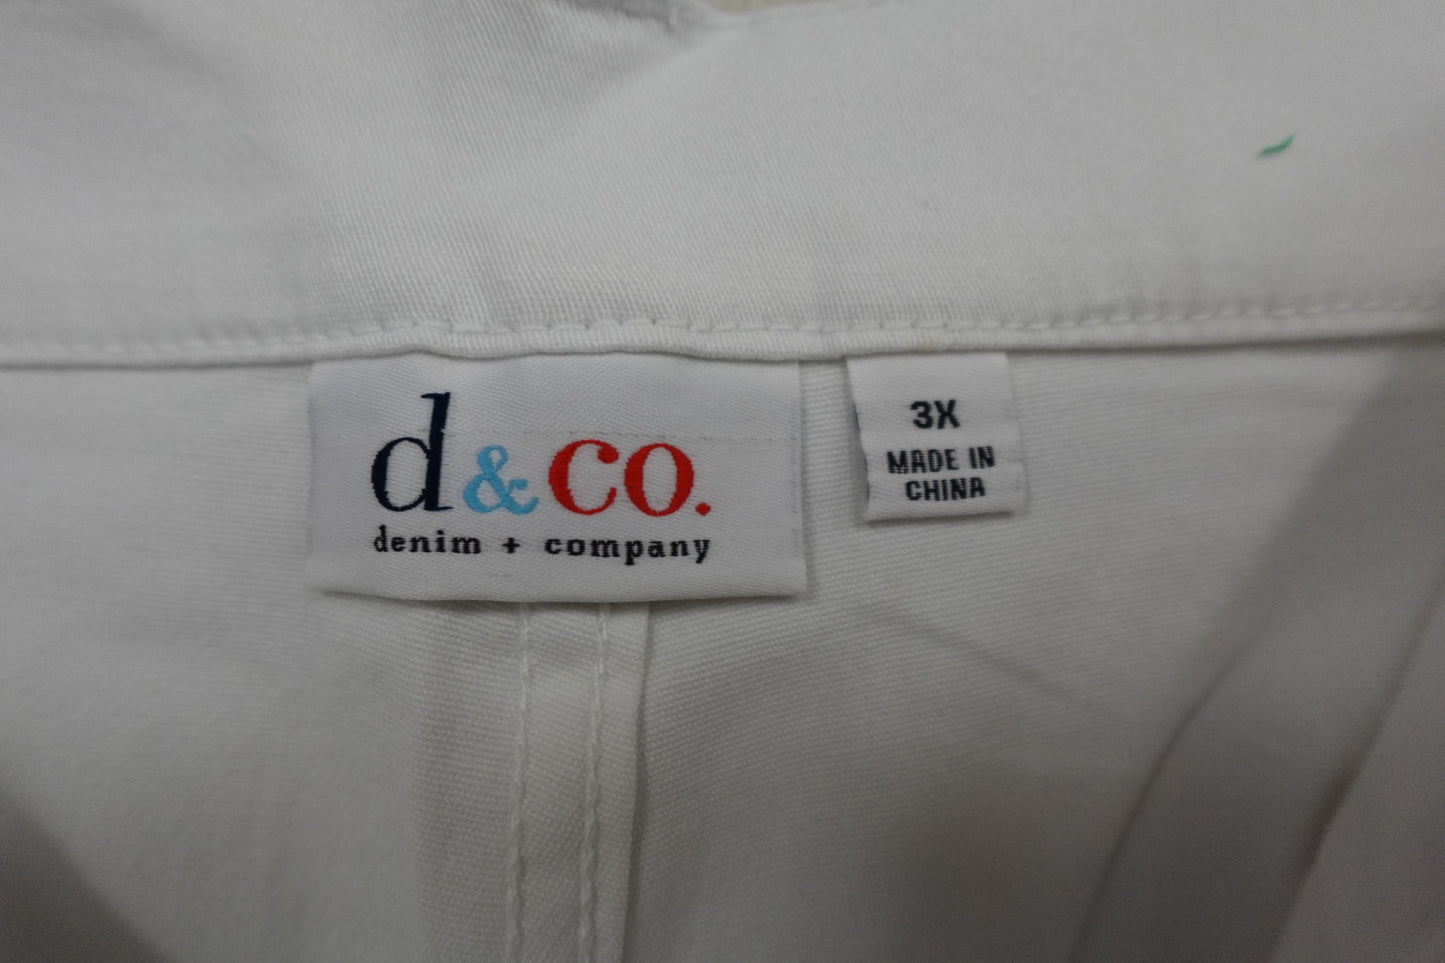 d&co.
denim + company
3X
MADE IN
CHINA